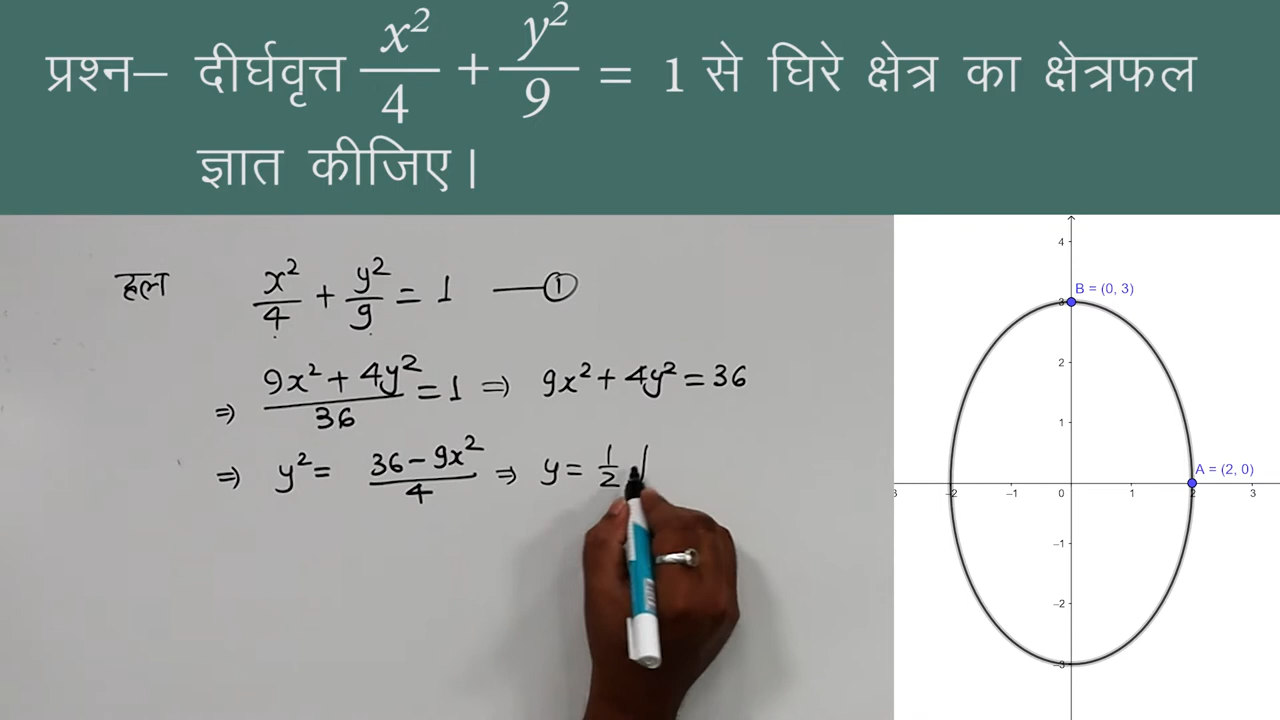 प्रश्न– दीर्घवृत्त x²/4 + y²/9 = 1 से घिरे क्षेत्र का क्षेत्रफल
ज्ञात कीजिए।
हल x²/4 + y²/9 = 1 —①
⇒ 9x² + 4y²/36 = 1 ⇒ 9x² + 4y² = 36
⇒ y² = 36 – 9x²/4 ⇒ y = 1/2
4
B = (0, 3)
3
2
1
A = (2, 0)
3 –2 –1 0 1 2 3
–1
–2
–3